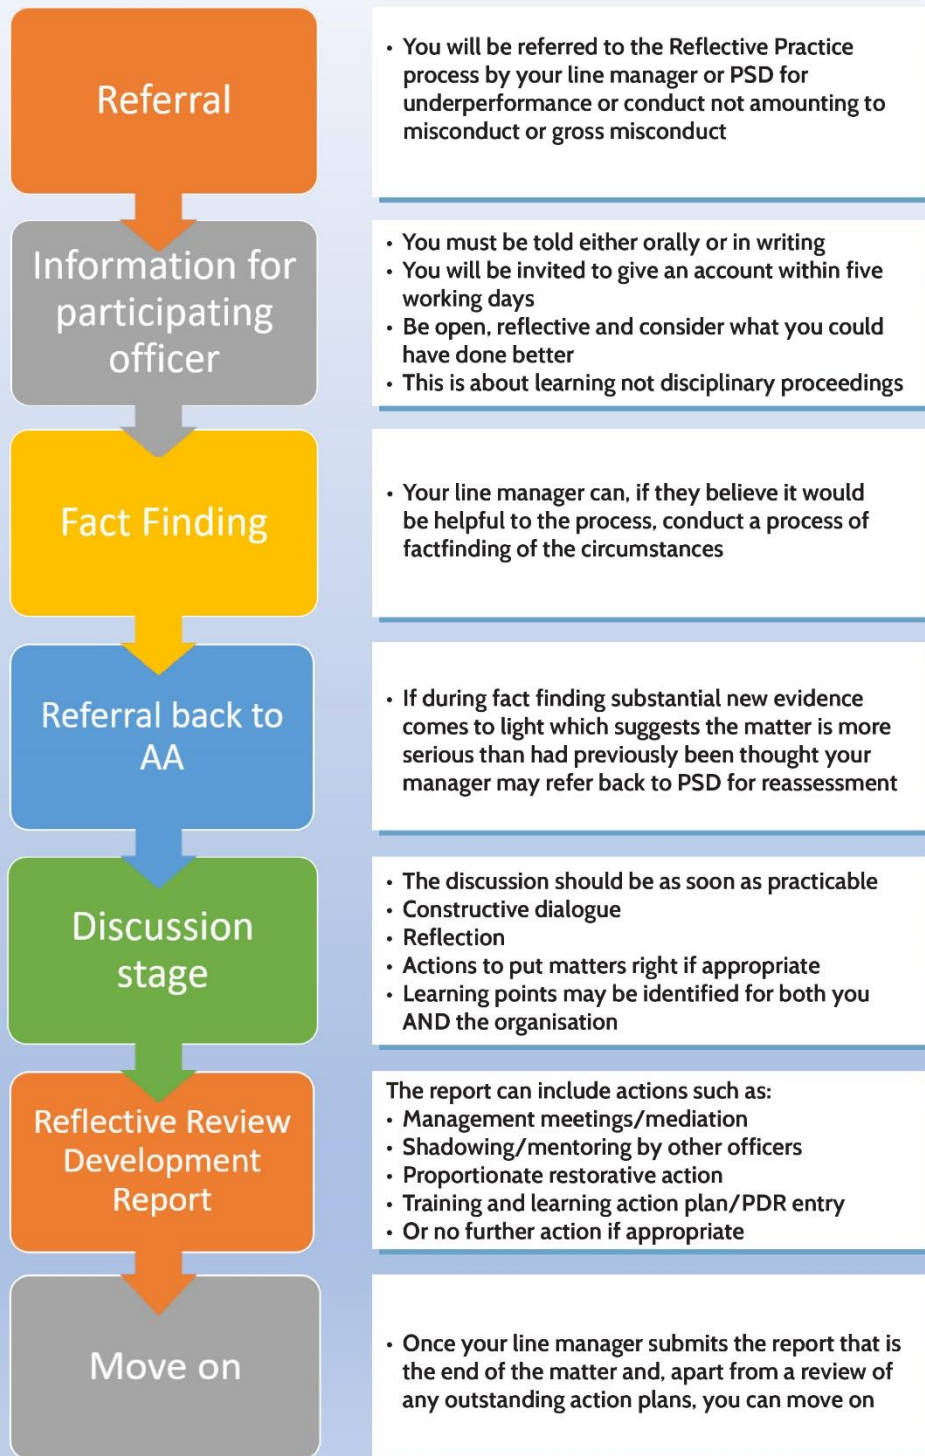 Referral
• You will be referred to the Reflective Practice
process by your line manager or PSD for
underperformance or conduct not amounting to
misconduct or gross misconduct
Information for
participating
officer
• You must be told either orally or in writing
• You will be invited to give an account within five
working days
• Be open, reflective and consider what you could
have done better
• This is about learning not disciplinary proceedings
Fact Finding
• Your line manager can, if they believe it would
be helpful to the process, conduct a process of
factfinding of the circumstances
Referral back to
AA
• If during fact finding substantial new evidence
comes to light which suggests the matter is more
serious than had previously been thought your
manager may refer back to PSD for reassessment
Discussion
stage
• The discussion should be as soon as practicable
• Constructive dialogue
• Reflection
• Actions to put matters right if appropriate
• Learning points may be identified for both you
AND the organisation
Reflective Review
Development
Report
The report can include actions such as:
• Management meetings/mediation
• Shadowing/mentoring by other officers
• Proportionate restorative action
• Training and learning action plan/PDR entry
• Or no further action if appropriate
Move on
• Once your line manager submits the report that is
the end of the matter and, apart from a review of
any outstanding action plans, you can move on